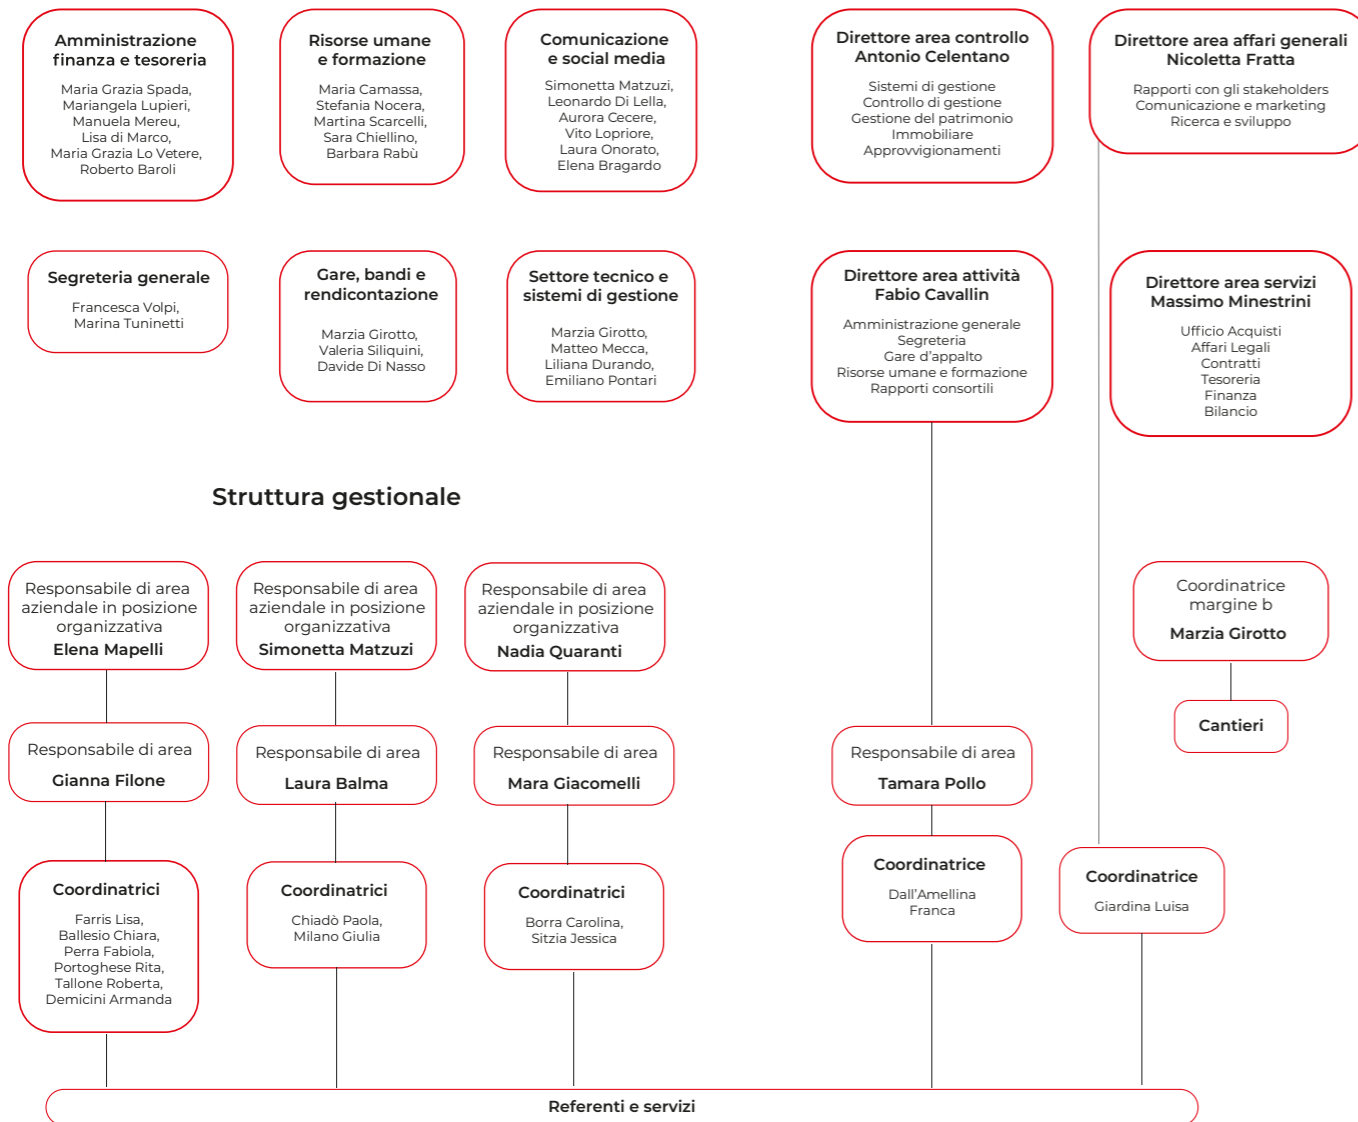 Amministrazione
finanza e tesoreria
Maria Grazia Spada,
Mariangela Lupieri,
Manuela Mereu,
Lisa di Marco,
Maria Grazia Lo Vetere,
Roberto Baroli
Risorse umane
e formazione
Maria Camassa,
Stefania Nocera,
Martina Scarcelli,
Sara Chiellino,
Barbara Rabù
Comunicazione
e social media
Simonetta Matzuzi,
Leonardo Di Lella,
Aurora Cecere,
Vito Lopriore,
Laura Onorato,
Elena Bragardo
Direttore area controllo
Antonio Celentano
Sistemi di gestione
Controllo di gestione
Gestione del patrimonio
Immobiliare
Approvvigionamenti
Direttore area affari generali
Nicoletta Fratta
Rapporti con gli stakeholders
Comunicazione e marketing
Ricerca e sviluppo
Segreteria generale
Francesca Volpi,
Marina Tuninetti
Gare, bandi e
rendicontazione
Marzia Girotto,
Valeria Siliquini,
Davide Di Nasso
Settore tecnico e
sistemi di gestione
Marzia Girotto,
Matteo Mecca,
Liliana Durando,
Emiliano Pontari
Direttore area attività
Fabio Cavallin
Amministrazione generale
Segreteria
Gare d'appalto
Risorse umane e formazione
Rapporti consortili
Direttore area servizi
Massimo Minestrini
Ufficio Acquisti
Affari Legali
Contratti
Tesoreria
Finanza
Bilancio
Struttura gestionale
Responsabile di area
aziendale in posizione
organizzativa
Elena Mapelli
Responsabile di area
aziendale in posizione
organizzativa
Simonetta Matzuzi
Responsabile di area
aziendale in posizione
organizzativa
Nadia Quaranti
Coordinatrice
margine b
Marzia Girotto
Cantieri
Responsabile di area
Gianna Filone
Responsabile di area
Laura Balma
Responsabile di area
Mara Giacomelli
Responsabile di area
Tamara Pollo
Coordinatrici
Farris Lisa,
Ballesio Chiara,
Perra Fabiola,
Portoghese Rita,
Tallone Roberta,
Demicini Armanda
Coordinatrici
Chiadò Paola,
Milano Giulia
Coordinatrici
Borra Carolina,
Sitzia Jessica
Coordinatrice
Dall'Amellina
Franca
Coordinatrice
Giardina Luisa
Referenti e servizi